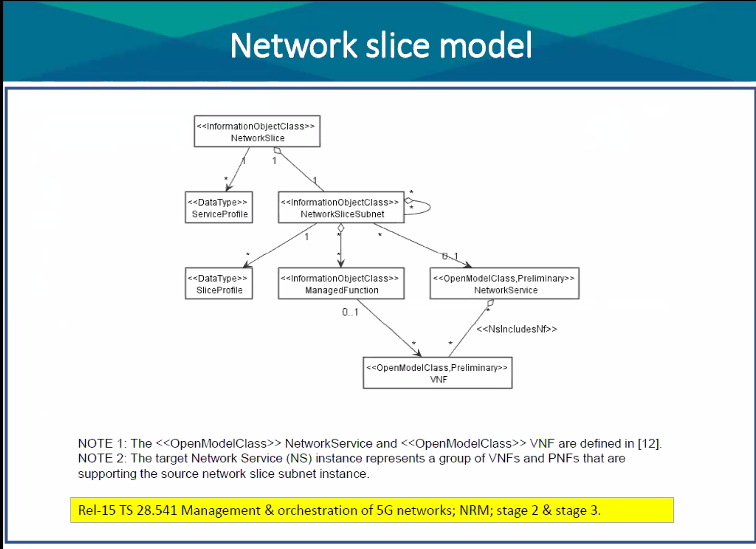 Network slice model
<<InformationObjectClass>>
NetworkSlice
1
1
*
1
<<DataType>>
ServiceProfile
<<InformationObjectClass>>
NetworkSliceSubnet
*
*
1
*
*
*
*
0..1
<<DataType>>
SliceProfile
<<InformationObjectClass>>
ManagedFunction
<<OpenModelClass,Preliminary>>
NetworkService
0..1
*
<<NsIncludesNf>>
*
*
<<OpenModelClass,Preliminary>>
VNF
NOTE 1: The <<OpenModelClass>> NetworkService and <<OpenModelClass>> VNF are defined in [12].
NOTE 2: The target Network Service (NS) instance represents a group of VNFs and PNFs that are
supporting the source network slice subnet instance.
Rel-15 TS 28.541 Management & orchestration of 5G networks; NRM; stage 2 & stage 3.